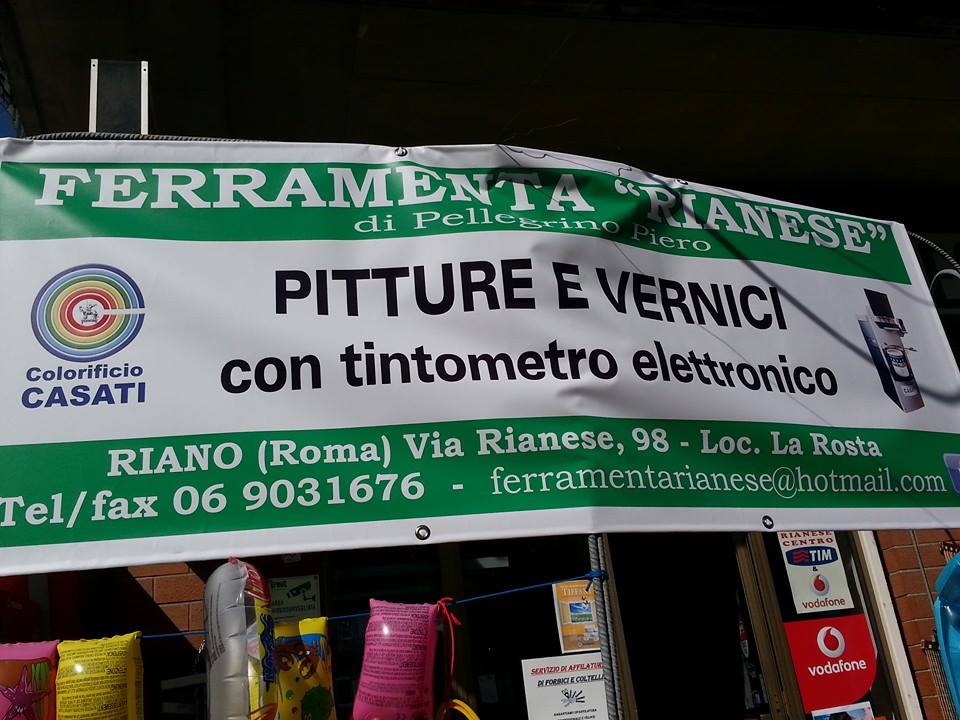 FERRAMENTA "RIANESE"
di Pellegrino Piero
PITTURE E VERNICI
con tintometro elettronico
Colorificio
CASATI
RIANO (Roma) Via Rianese, 98 - Loc. La Rosta
Tel/fax 06 9031676 - ferramentarianese@hotmail.com
RIANESE
CENTRO
TIM
&
vodafone
vodafone
SERVIZIO DI AFFILATURA
DI FORBICI E COLTELLI